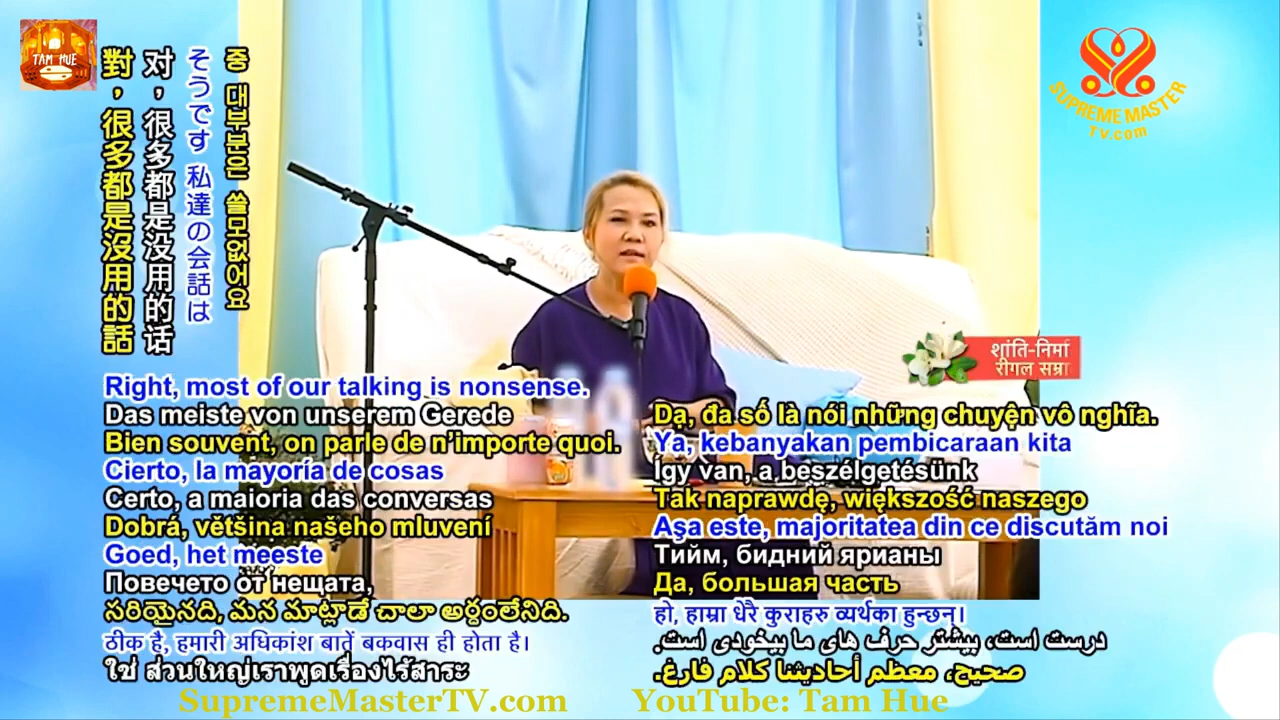 TAM HUE
對，很多都是沒用的話
对，很多都是没用的话
そうです 私達の会話は
중 대부분은 쓸모없어요
SUPREME MASTER
TV.com
शांति-निर्मा
रीगल सम्रा
Right, most of our talking is nonsense.
Das meiste von unserem Gerede
Bien souvent, on parle de n'importe quoi.
Cierto, la mayoría de cosas
Certo, a maioria das conversas
Dobrá, většina našeho mluvení
Goed, het meeste
Повечето от нещата,
సరియైనది, మన మాట్లాడే చాలా అర్థంలేనిది.
ठीक है, हमारी अधिकांश बातें बकवास ही होता है।
ใช่ ส่วนใหญ่เราพูดเรื่องไร้สาระ
Dạ, đa số là nói những chuyện vô nghĩa.
Ya, kebanyakan pembicaraan kita
Így van, a beszélgetésünk
Tak naprawdę, większość naszego
Aşa este, majoritatea din ce discutăm noi
Тийм, бидний ярианы
Да, большая часть
हो, हाम्रा धेरै कुराहरु व्यर्थका हुन्छन्।
درست است، بیشتر حرف های ما بیخودی است.
صحيح، معظم أحاديثنا كلام فارغ.
SupremeMasterTV.com
YouTube: Tam Hue